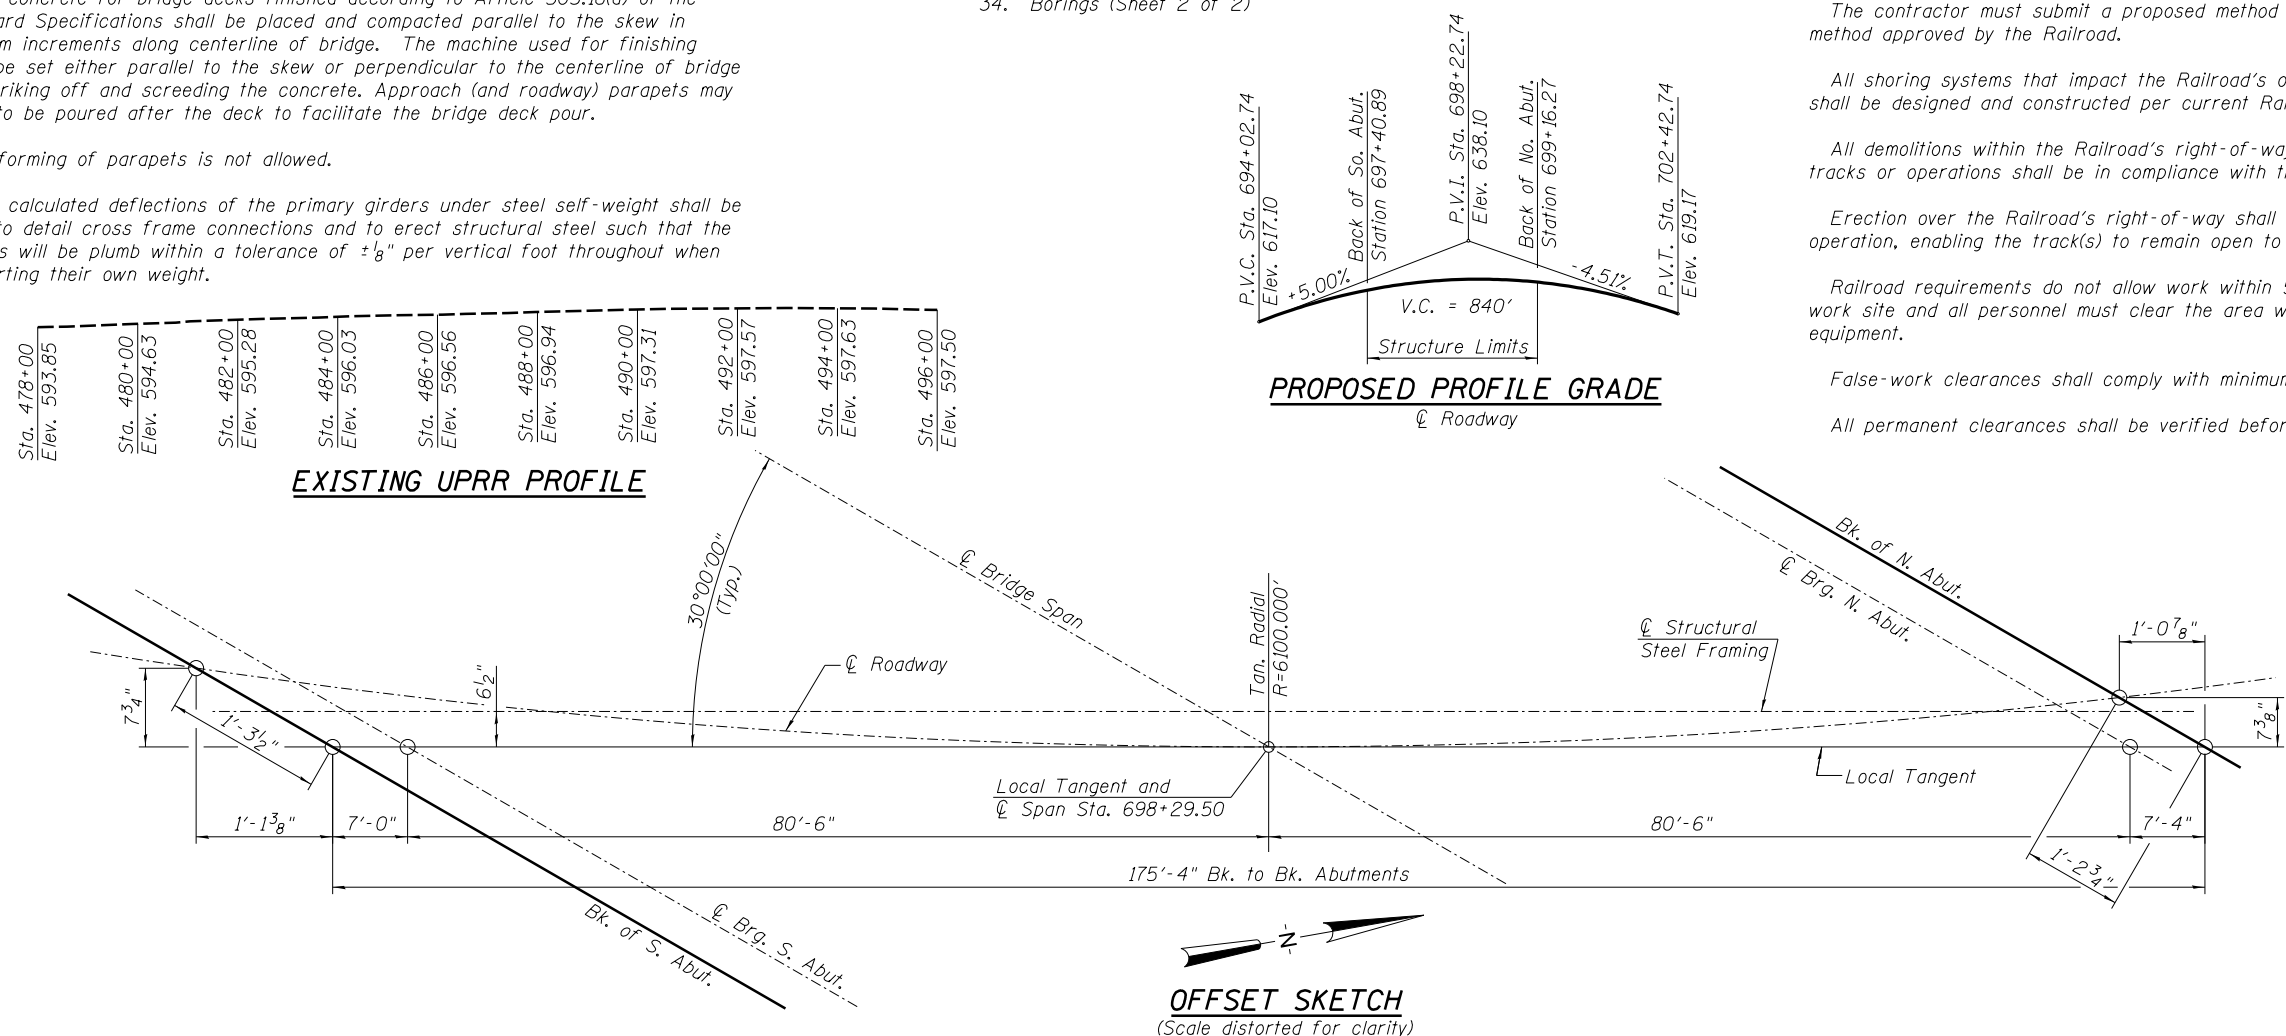 concrete for bridge decks finished according to Article 503.16(a) of the
ard Specifications shall be placed and compacted parallel to the skew in
m increments along centerline of bridge. The machine used for finishing
be set either parallel to the skew or perpendicular to the centerline of bridge
riking off and screeding the concrete. Approach (and roadway) parapets may
to be poured after the deck to facilitate the bridge deck pour.
forming of parapets is not allowed.
calculated deflections of the primary girders under steel self-weight shall be
to detail cross frame connections and to erect structural steel such that the
s will be plumb within a tolerance of ±1/8" per vertical foot throughout when
rting their own weight.
34. Borings (Sheet 2 of 2)
The contractor must submit a proposed method
method approved by the Railroad.
All shoring systems that impact the Railroad's o
shall be designed and constructed per current Rai
All demolitions within the Railroad's right-of-way
tracks or operations shall be in compliance with th
Erection over the Railroad's right-of-way shall
operation, enabling the track(s) to remain open to
Railroad requirements do not allow work within
work site and all personnel must clear the area w
equipment.
False-work clearances shall comply with minimum
All permanent clearances shall be verified befor
P.V.C. Sta. 694+02.74
Elev. 617.10
Back of So. Abut.
Station 697+40.89
P.V.I. Sta. 698+22.74
Elev. 638.10
Back of No. Abut.
Station 699+16.27
P.V.T. Sta. 702+42.74
Elev. 619.17
+5.00%
-4.51%
V.C. = 840'
Structure Limits
PROPOSED PROFILE GRADE
℄ Roadway
Sta. 478+00
Elev. 593.85
Sta. 480+00
Elev. 594.63
Sta. 482+00
Elev. 595.28
Sta. 484+00
Elev. 596.03
Sta. 486+00
Elev. 596.56
Sta. 488+00
Elev. 596.94
Sta. 490+00
Elev. 597.31
Sta. 492+00
Elev. 597.57
Sta. 494+00
Elev. 597.63
Sta. 496+00
Elev. 597.50
EXISTING UPRR PROFILE
30°00'00"
(Typ.)
℄ Bridge Span
Tan. Radial
R=6100.000'
Bk. of N. Abut.
℄ Brg. N. Abut.
℄ Structural
Steel Framing
1'-0 7/8"
℄ Roadway
6 1/2"
7 3/4"
1'-3 1/2"
7 3/8"
Local Tangent and
℄ Span Sta. 698+29.50
Local Tangent
1'-1 3/8"
7'-0"
80'-6"
80'-6"
7'-4"
1'-2 3/4"
175'-4" Bk. to Bk. Abutments
Bk. of S. Abut.
℄ Brg. S. Abut.
N
OFFSET SKETCH
(Scale distorted for clarity)